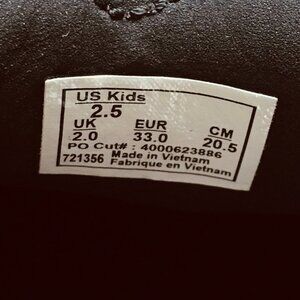 US Kids
2.5
UK EUR CM
2.0 33.0 20.5
PO Cut# : 4000623886
721356 Made in Vietnam
Fabrique en Vietnam